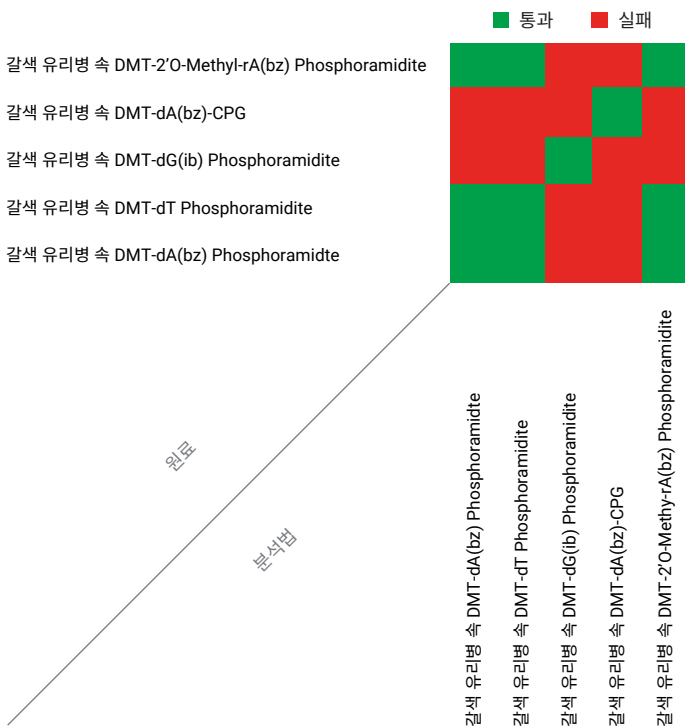 통과 실패
갈색 유리병 속 DMT-2'O-Methyl-rA(bz) Phosphoramidite
갈색 유리병 속 DMT-dA(bz)-CPG
갈색 유리병 속 DMT-dG(ib) Phosphoramidite
갈색 유리병 속 DMT-dT Phosphoramidite
갈색 유리병 속 DMT-dA(bz) Phosphoramidte
원료
분석법
갈색 유리병 속 DMT-dA(bz) Phosphoramidte
갈색 유리병 속 DMT-dT Phosphoramidite
갈색 유리병 속 DMT-dG(ib) Phosphoramidite
갈색 유리병 속 DMT-dA(bz)-CPG
갈색 유리병 속 DMT-2'O-Methy-rA(bz) Phosphoramidite